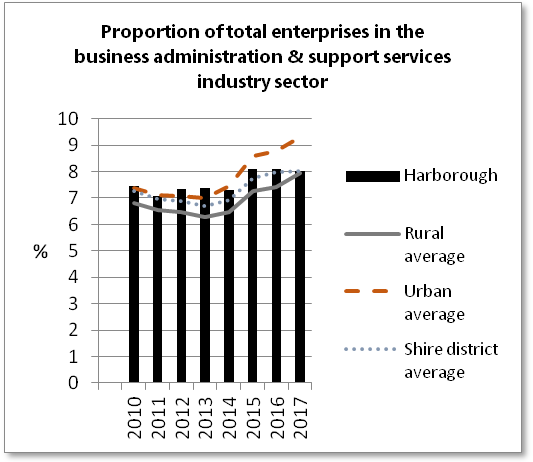 Proportion of total enterprises in the
business administration & support services
industry sector
10
9
8
7
6
5
4
3
2
1
0
%
2010
2011
2012
2013
2014
2015
2016
2017
Harborough
Rural
average
Urban
average
Shire district
average